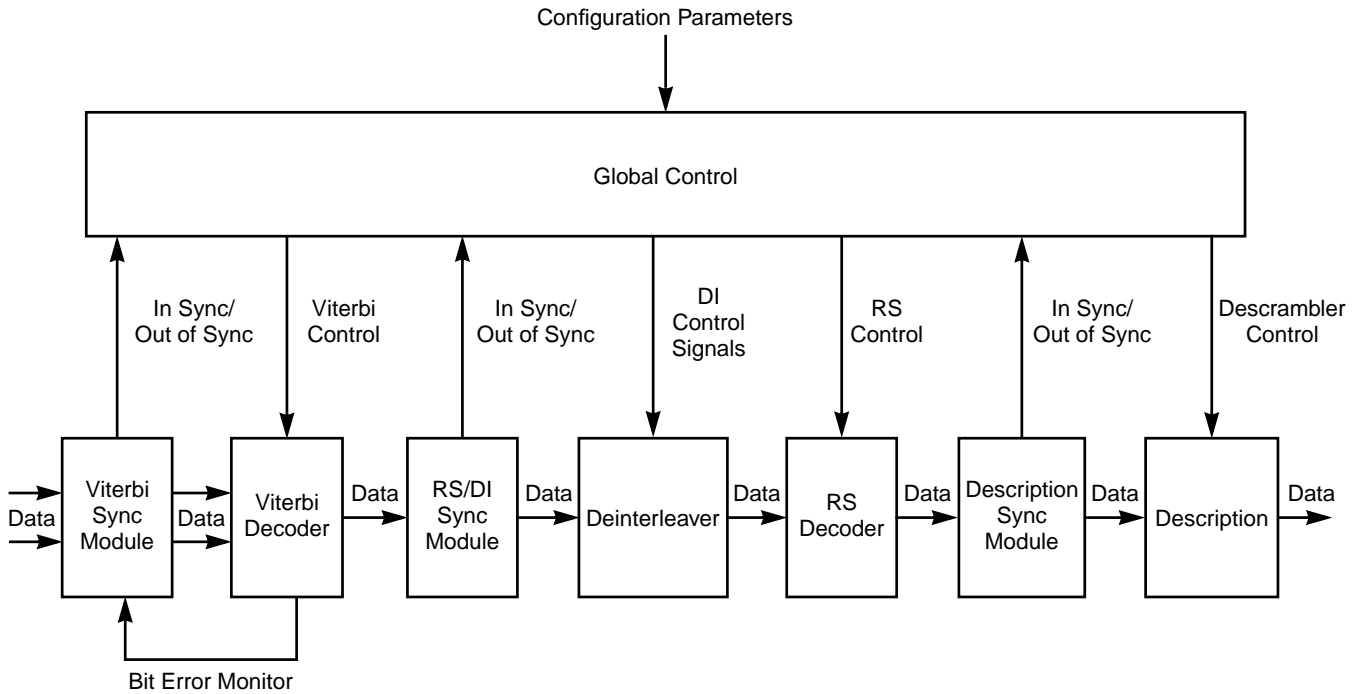 Configuration Parameters
Global Control
In Sync/
Out of Sync
Viterbi
Control
In Sync/
Out of Sync
DI
Control
Signals
RS
Control
In Sync/
Out of Sync
Descrambler
Control
Data
Viterbi
Sync
Module
Data
Viterbi
Decoder
Data
RS/DI
Sync
Module
Data
Deinterleaver
Data
RS
Decoder
Data
Description
Sync
Module
Data
Description
Data
Bit Error Monitor